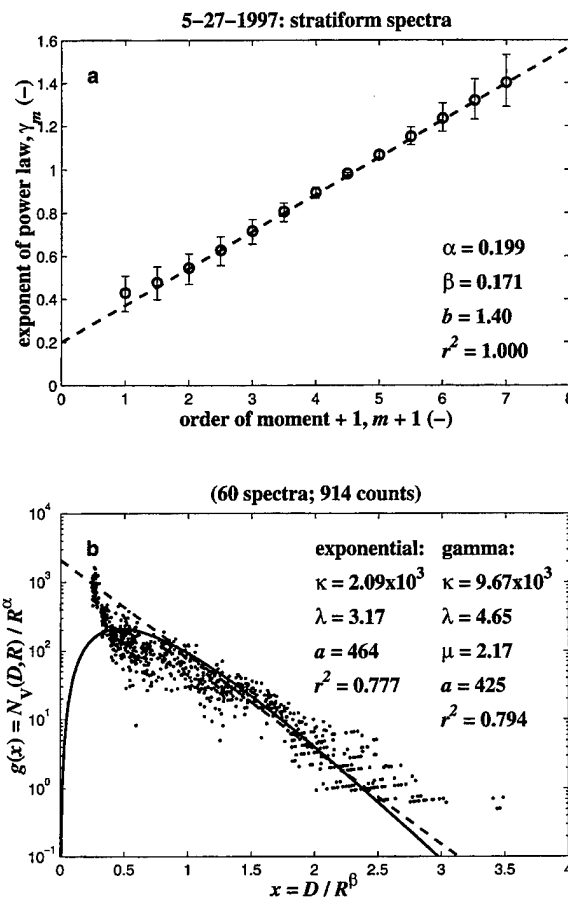 5–27–1997: stratiform spectra
a
exponent of power law, γm (–)
1.6
1.4
1.2
1
0.8
0.6
0.4
0.2
0
α = 0.199
β = 0.171
b = 1.40
r² = 1.000
0 1 2 3 4 5 6 7 8
order of moment + 1, m + 1 (–)
(60 spectra; 914 counts)
b
g(x) = NV(D,R) / R^α
10⁴
10³
10²
10¹
10⁰
10⁻¹
exponential: gamma:
κ = 2.09x10³ κ = 9.67x10³
λ = 3.17 λ = 4.65
a = 464 μ = 2.17
r² = 0.777 a = 425
r² = 0.794
0 0.5 1 1.5 2 2.5 3 3.5 4
x = D / R^β